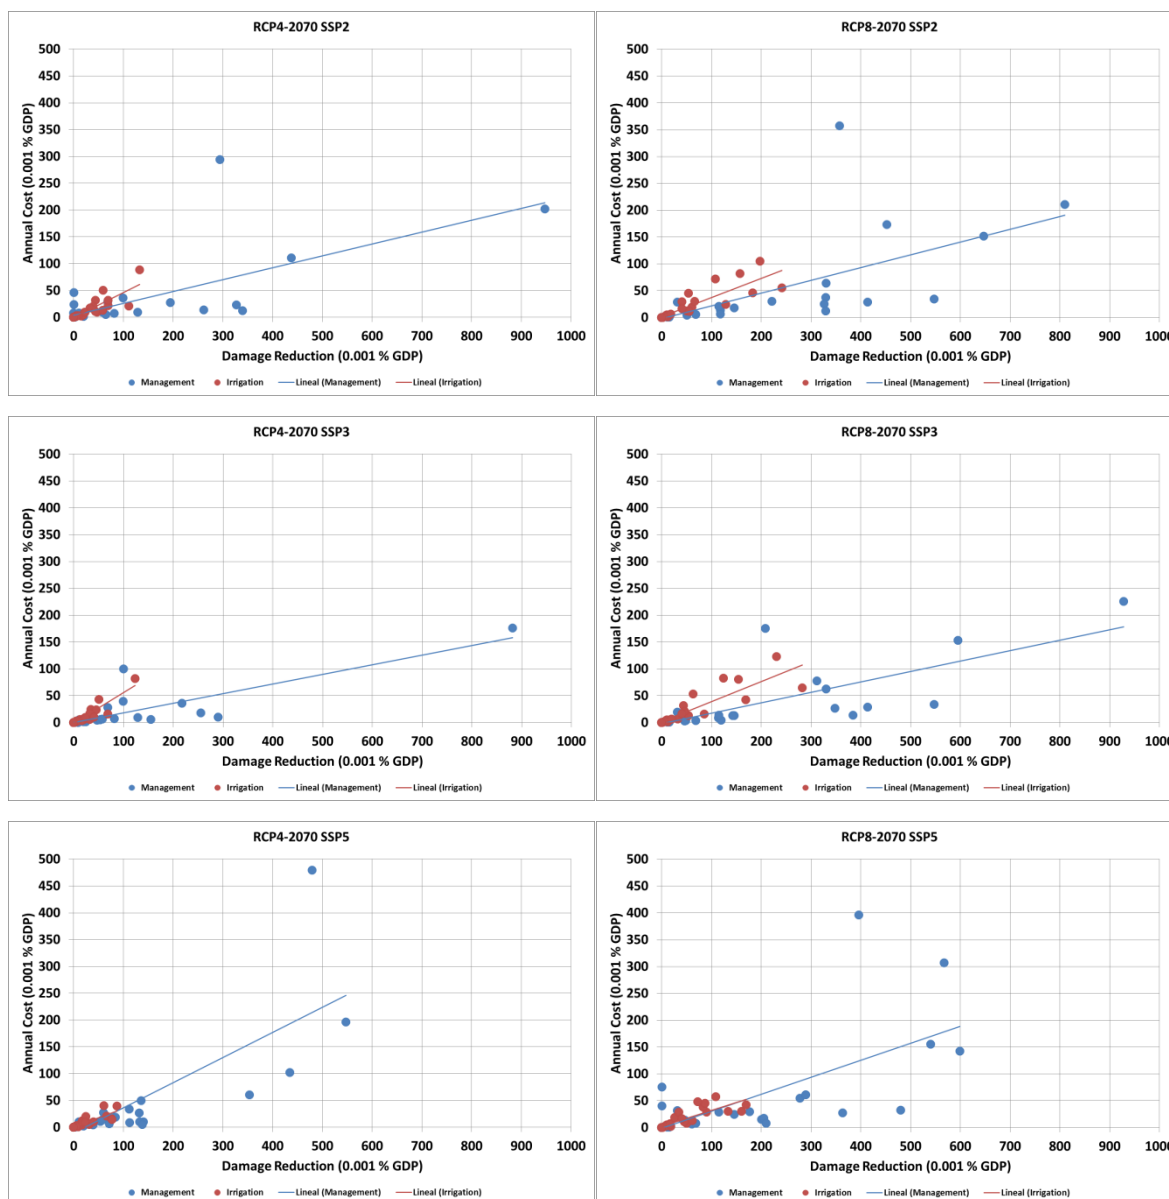 RCP4-2070 SSP2
Annual Cost (0.001 % GDP)
500
450
400
350
300
250
200
150
100
50
0
0 100 200 300 400 500 600 700 800 900 1000
Damage Reduction (0.001 % GDP)
Management Irrigation Lineal (Management) Lineal (Irrigation)
RCP8-2070 SSP2
Annual Cost (0.001 % GDP)
500
450
400
350
300
250
200
150
100
50
0
0 100 200 300 400 500 600 700 800 900 1000
Damage Reduction (0.001 % GDP)
Management Irrigation Lineal (Management) Lineal (Irrigation)
RCP4-2070 SSP3
Annual Cost (0.001 % GDP)
500
450
400
350
300
250
200
150
100
50
0
0 100 200 300 400 500 600 700 800 900 1000
Damage Reduction (0.001 % GDP)
Management Irrigation Lineal (Management) Lineal (Irrigation)
RCP8-2070 SSP3
Annual Cost (0.001 % GDP)
500
450
400
350
300
250
200
150
100
50
0
0 100 200 300 400 500 600 700 800 900 1000
Damage Reduction (0.001 % GDP)
Management Irrigation Lineal (Management) Lineal (Irrigation)
RCP4-2070 SSP5
Annual Cost (0.001 % GDP)
500
450
400
350
300
250
200
150
100
50
0
0 100 200 300 400 500 600 700 800 900 1000
Damage Reduction (0.001 % GDP)
Management Irrigation Lineal (Management) Lineal (Irrigation)
RCP8-2070 SSP5
Annual Cost (0.001 % GDP)
500
450
400
350
300
250
200
150
100
50
0
0 100 200 300 400 500 600 700 800 900 1000
Damage Reduction (0.001 % GDP)
Management Irrigation Lineal (Management) Lineal (Irrigation)